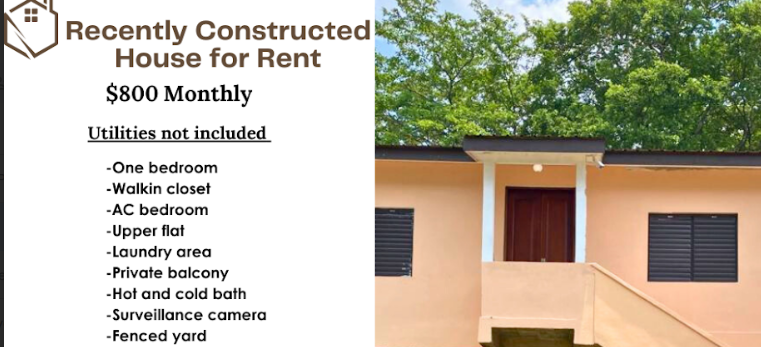 Recently Constructed
House for Rent
$800 Monthly
Utilities not included
-One bedroom
-Walkin closet
-AC bedroom
-Upper flat
-Laundry area
-Private balcony
-Hot and cold bath
-Surveillance camera
-Fenced yard